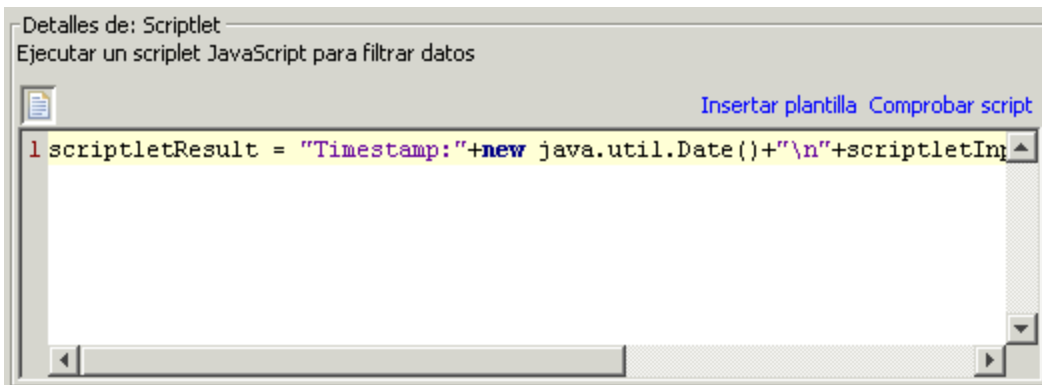 Detalles de: Scriptlet
Ejecutar un scriplet JavaScript para filtrar datos
Insertar plantilla Comprobar script
1 scriptletResult = "Timestamp:"+new java.util.Date()+"\n"+scriptletInp